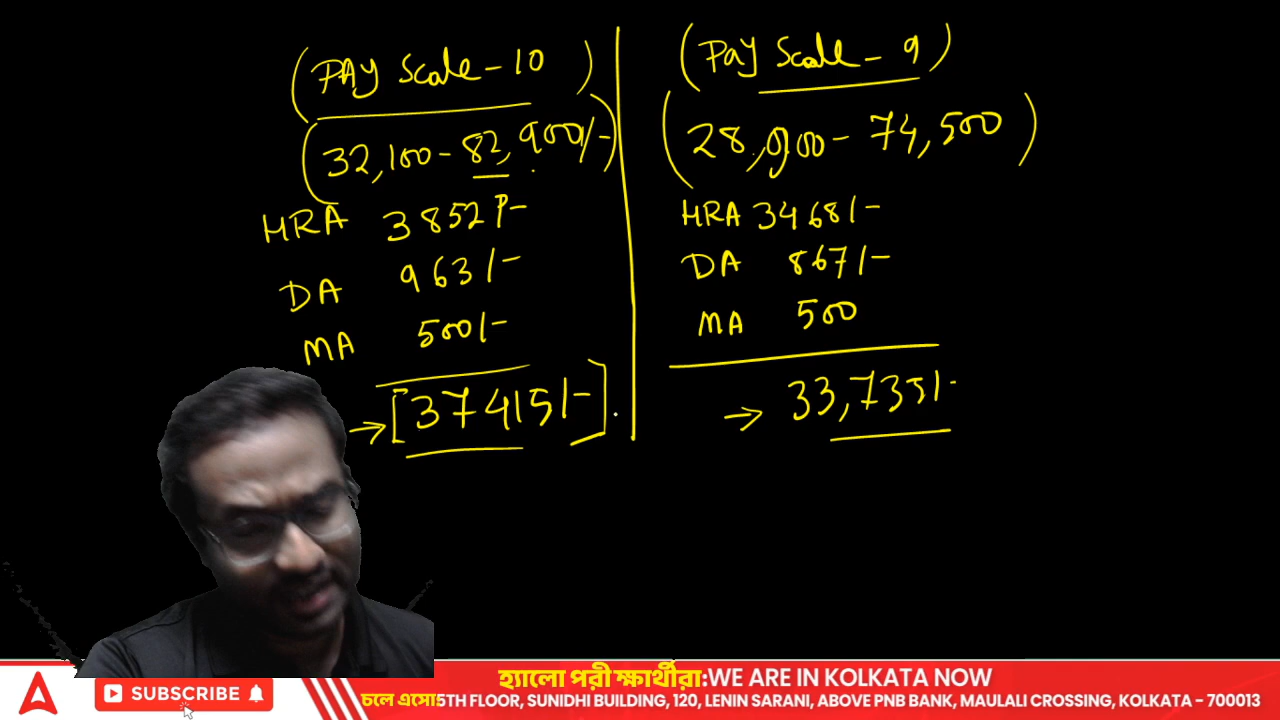 (PAY Scale - 10)
(32,100 - 82,900/-)
HRA 3852/-
DA 963/-
MA 500/-
→ [37415/-].
(Pay Scale - 9)
(28,900 - 74,500)
HRA 3468/-
DA 867/-
MA 500
→ 33,735/-
SUBSCRIBE
হ্যালো পরীক্ষার্থীরা:WE ARE IN KOLKATA NOW
চলে এসো5TH FLOOR, SUNIDHI BUILDING, 120, LENIN SARANI, ABOVE PNB BANK, MAULALI CROSSING, KOLKATA - 700013